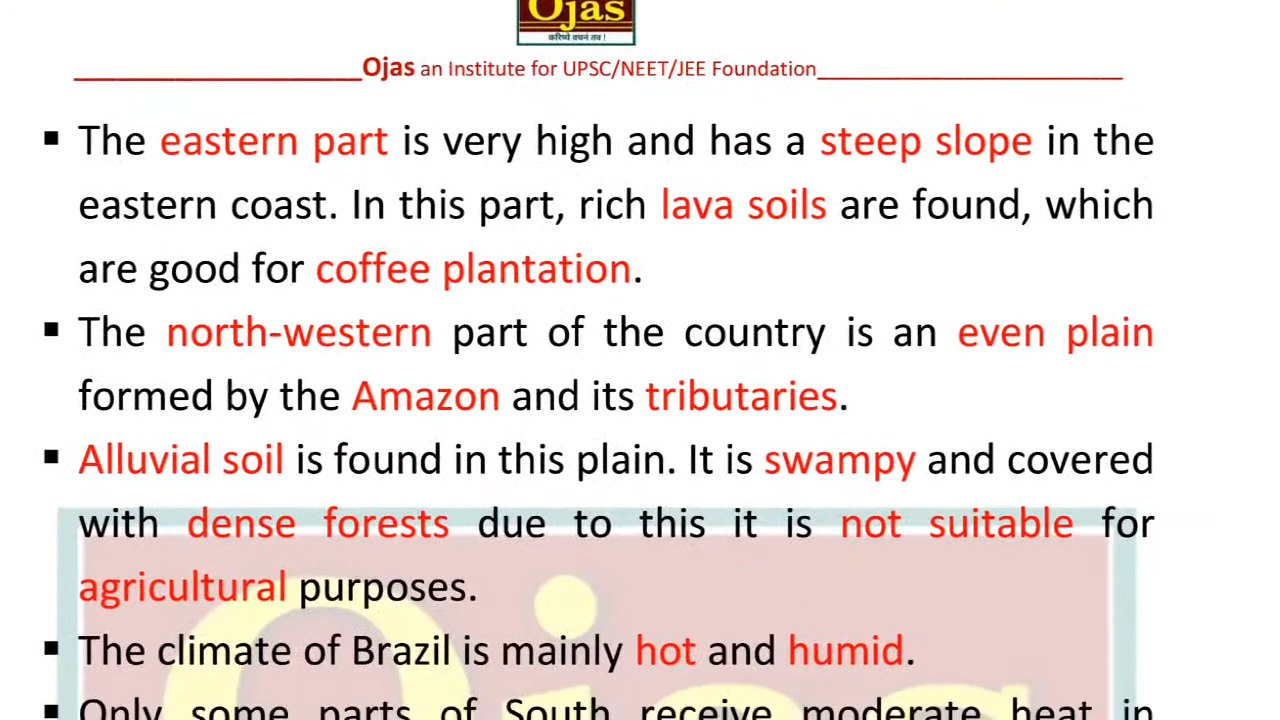 Ojas
करिष्ये वचनं तव !
Ojas an Institute for UPSC/NEET/JEE Foundation
▪ The eastern part is very high and has a steep slope in the
eastern coast. In this part, rich lava soils are found, which
are good for coffee plantation.
▪ The north-western part of the country is an even plain
formed by the Amazon and its tributaries.
▪ Alluvial soil is found in this plain. It is swampy and covered
with dense forests due to this it is not suitable for
agricultural purposes.
▪ The climate of Brazil is mainly hot and humid.
▪ Only some parts of South receive moderate heat in
Ojas